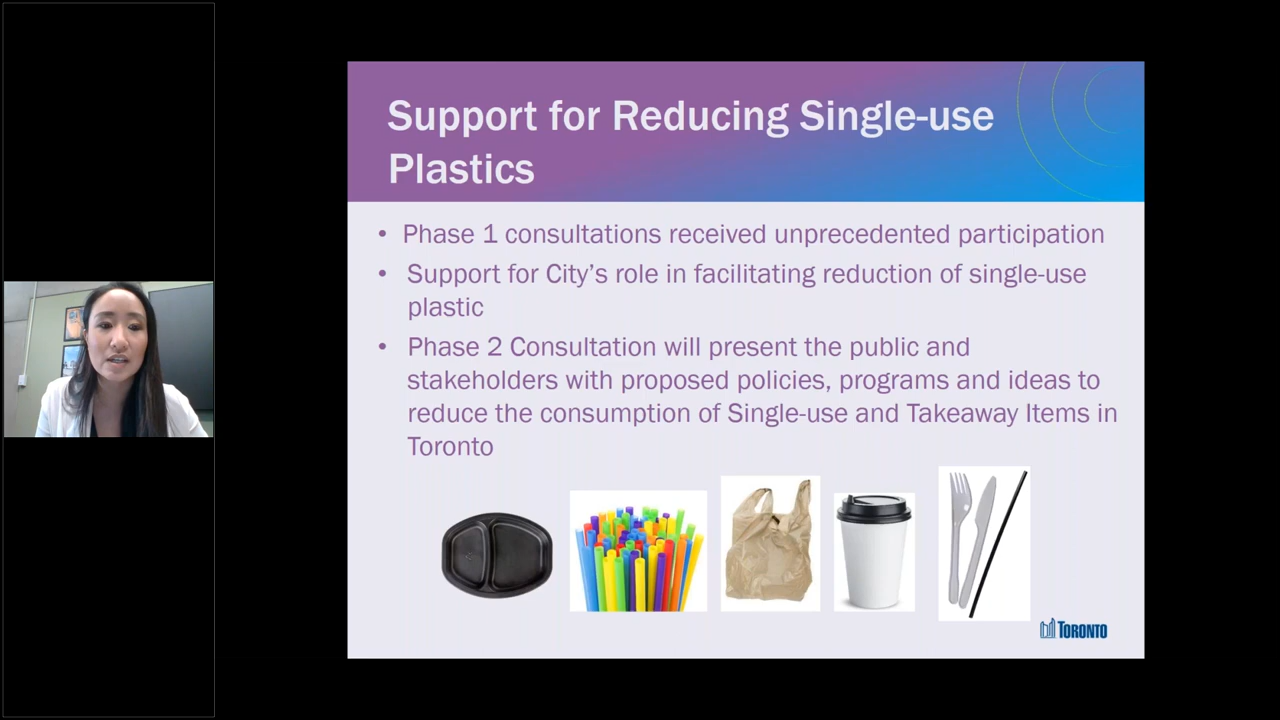 Support for Reducing Single-use
Plastics
• Phase 1 consultations received unprecedented participation
• Support for City’s role in facilitating reduction of single-use
plastic
• Phase 2 Consultation will present the public and
stakeholders with proposed policies, programs and ideas to
reduce the consumption of Single-use and Takeaway Items in
Toronto
TORONTO